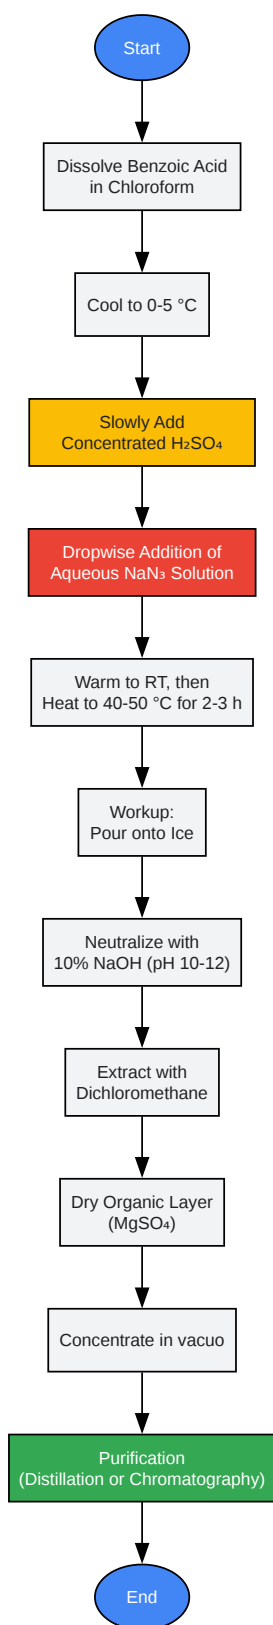 Start
Dissolve Benzoic Acid
in Chloroform
Cool to 0-5 °C
Slowly Add
Concentrated H₂SO₄
Dropwise Addition of
Aqueous NaN₃ Solution
Warm to RT, then
Heat to 40-50 °C for 2-3 h
Workup:
Pour onto Ice
Neutralize with
10% NaOH (pH 10-12)
Extract with
Dichloromethane
Dry Organic Layer
(MgSO₄)
Concentrate in vacuo
Purification
(Distillation or Chromatography)
End